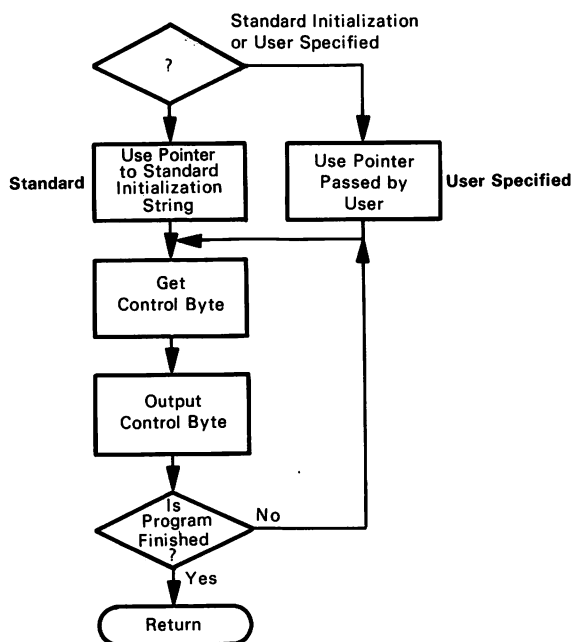 Standard Initialization
or User Specified
?
Use Pointer
to Standard
Initialization
String
Standard
Use Pointer
Passed by
User
User Specified
Get
Control Byte
Output
Control Byte
Is
Program
Finished
?
No
Yes
Return